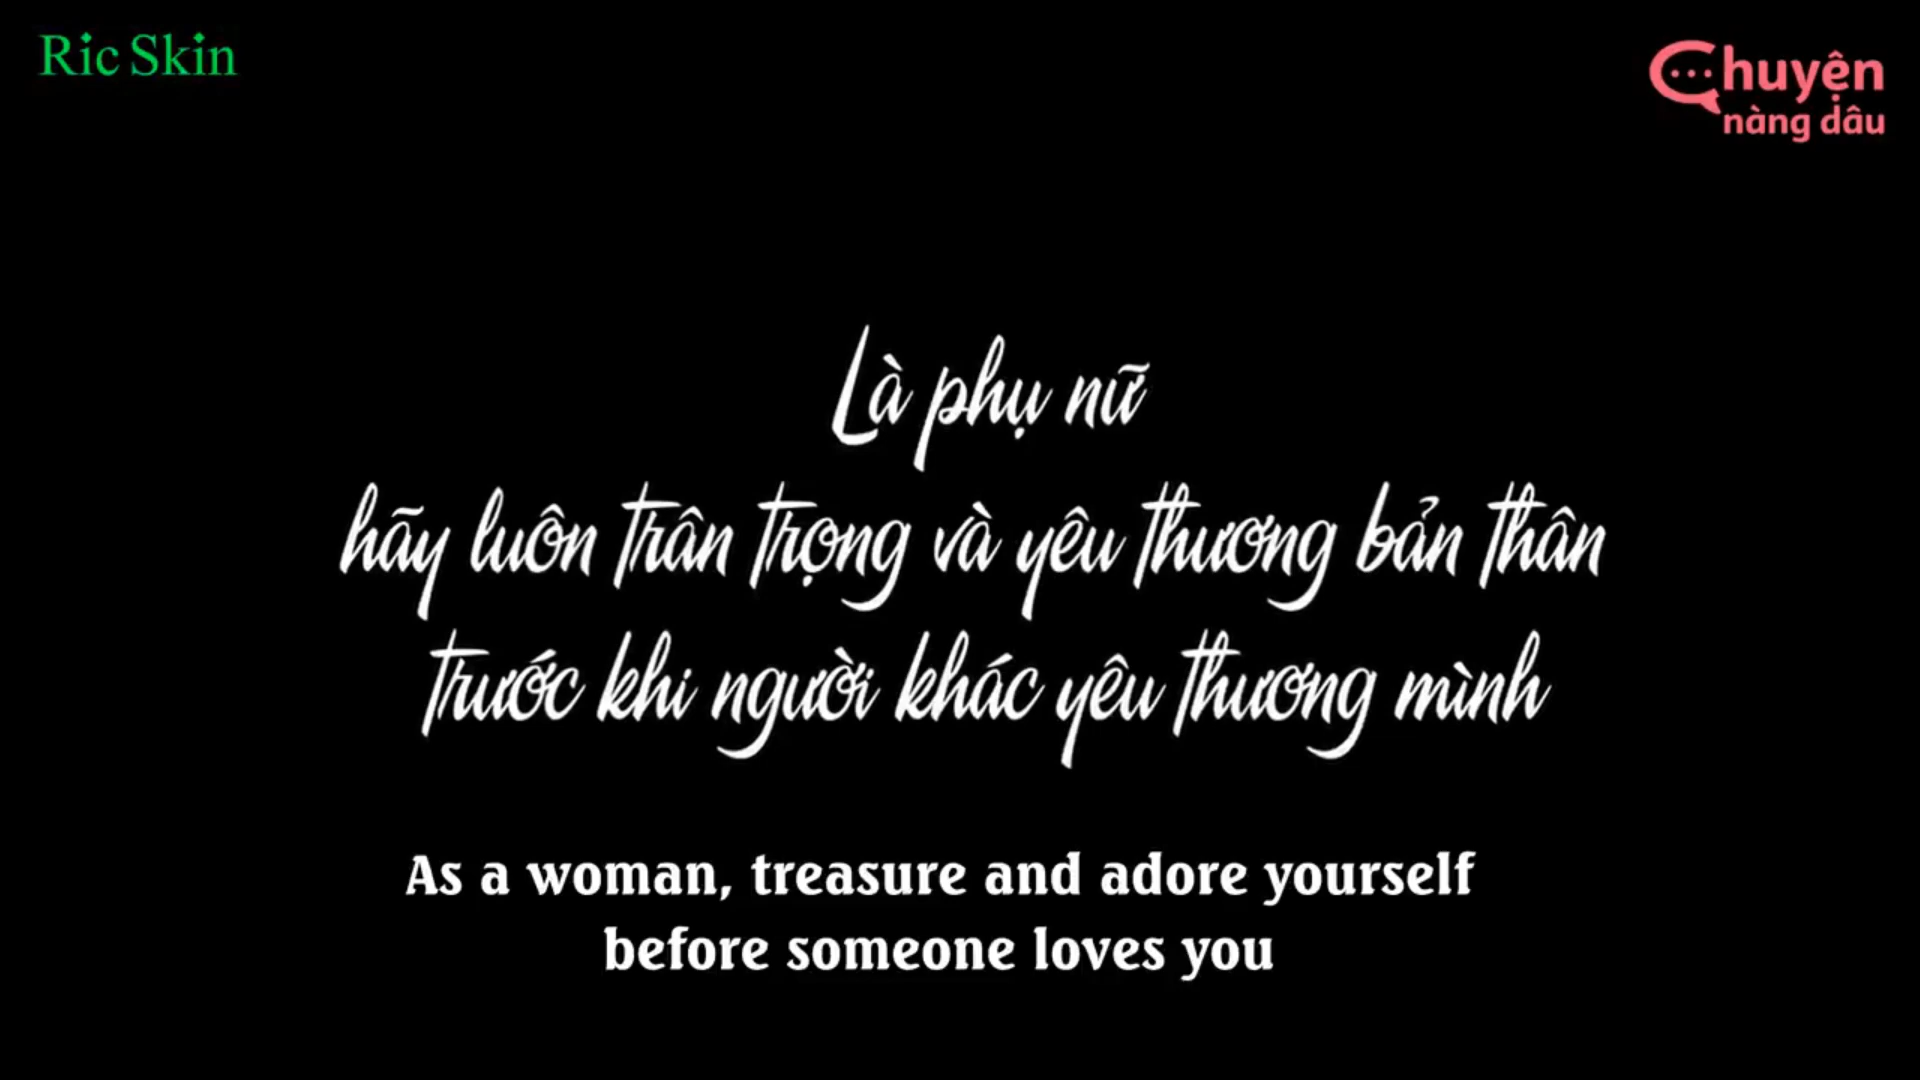 Ric Skin
Chuyện
nàng dâu
Là phụ nữ
hãy luôn trân trọng và yêu thương bản thân
trước khi người khác yêu thương mình
As a woman, treasure and adore yourself
before someone loves you